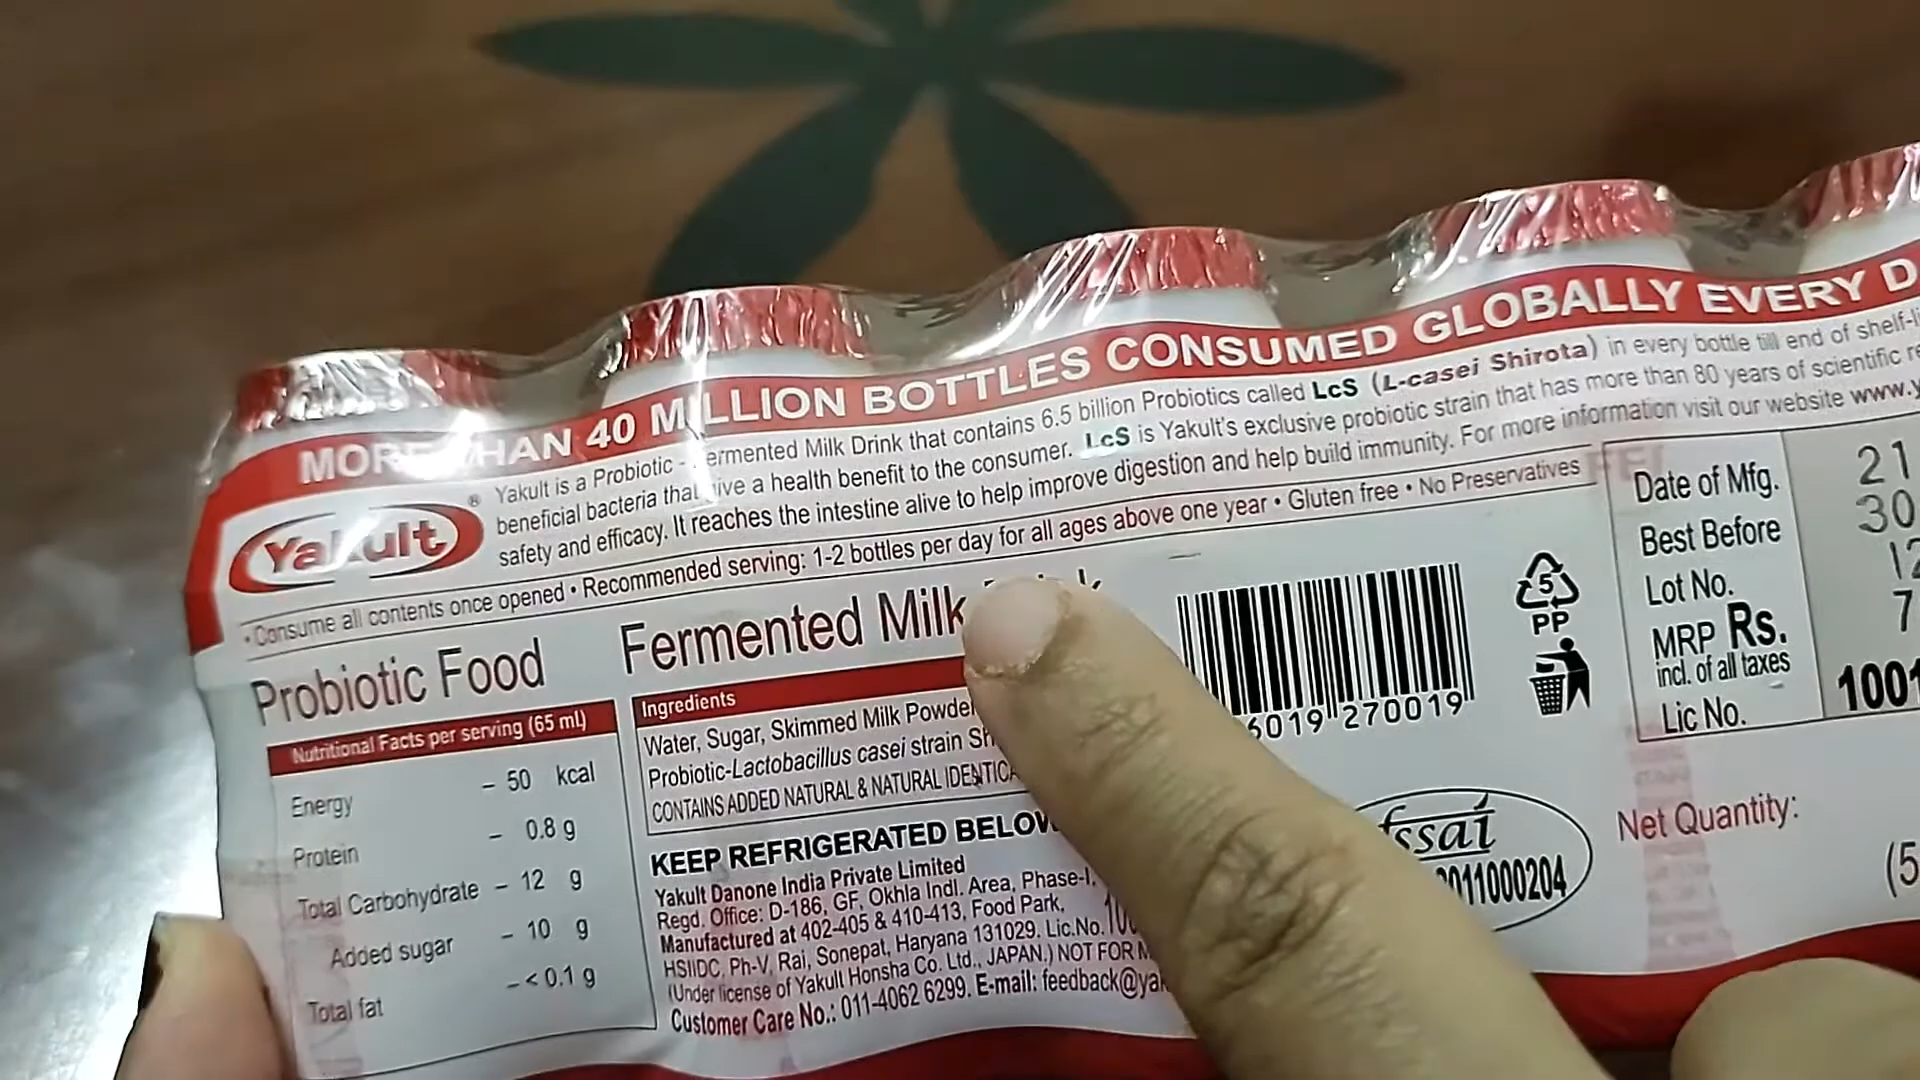 MORE THAN 40 MILLION BOTTLES CONSUMED GLOBALLY EVERY D
Yakult ®
Yakult is a Probiotic - Fermented Milk Drink that contains 6.5 billion Probiotics called LcS (L-casei Shirota) in every bottle till end of shelf-li
beneficial bacteria that give a health benefit to the consumer. LcS is Yakult's exclusive probiotic strain that has more than 80 years of scientific re
safety and efficacy. It reaches the intestine alive to help improve digestion and help build immunity. For more information visit our website www.y
• Consume all contents once opened • Recommended serving: 1-2 bottles per day for all ages above one year • Gluten free • No Preservatives
Probiotic Food
Nutritional Facts per serving (65 ml)
Energy – 50 kcal
Protein – 0.8 g
Total Carbohydrate – 12 g
Added sugar – 10 g
Total fat – < 0.1 g
Fermented Milk
Ingredients
Water, Sugar, Skimmed Milk Powder
Probiotic-Lactobacillus casei strain Sh
CONTAINS ADDED NATURAL & NATURAL IDENTICA
KEEP REFRIGERATED BELOW
Yakult Danone India Private Limited
Regd. Office: D-186, GF, Okhla Indl. Area, Phase-I,
Manufactured at 402-405 & 410-413, Food Park,
HSIIDC, Ph-V, Rai, Sonepat, Haryana 131029. Lic.No. 100
(Under license of Yakult Honsha Co. Ltd., JAPAN.) NOT FOR M
Customer Care No.: 011-4062 6299. E-mail: feedback@yak
6019 270019
5
PP
fssai
0011000204
Date of Mfg. 21
Best Before 30
Lot No. 12
MRP Rs. 7
incl. of all taxes
Lic No. 1001
Net Quantity:
(5